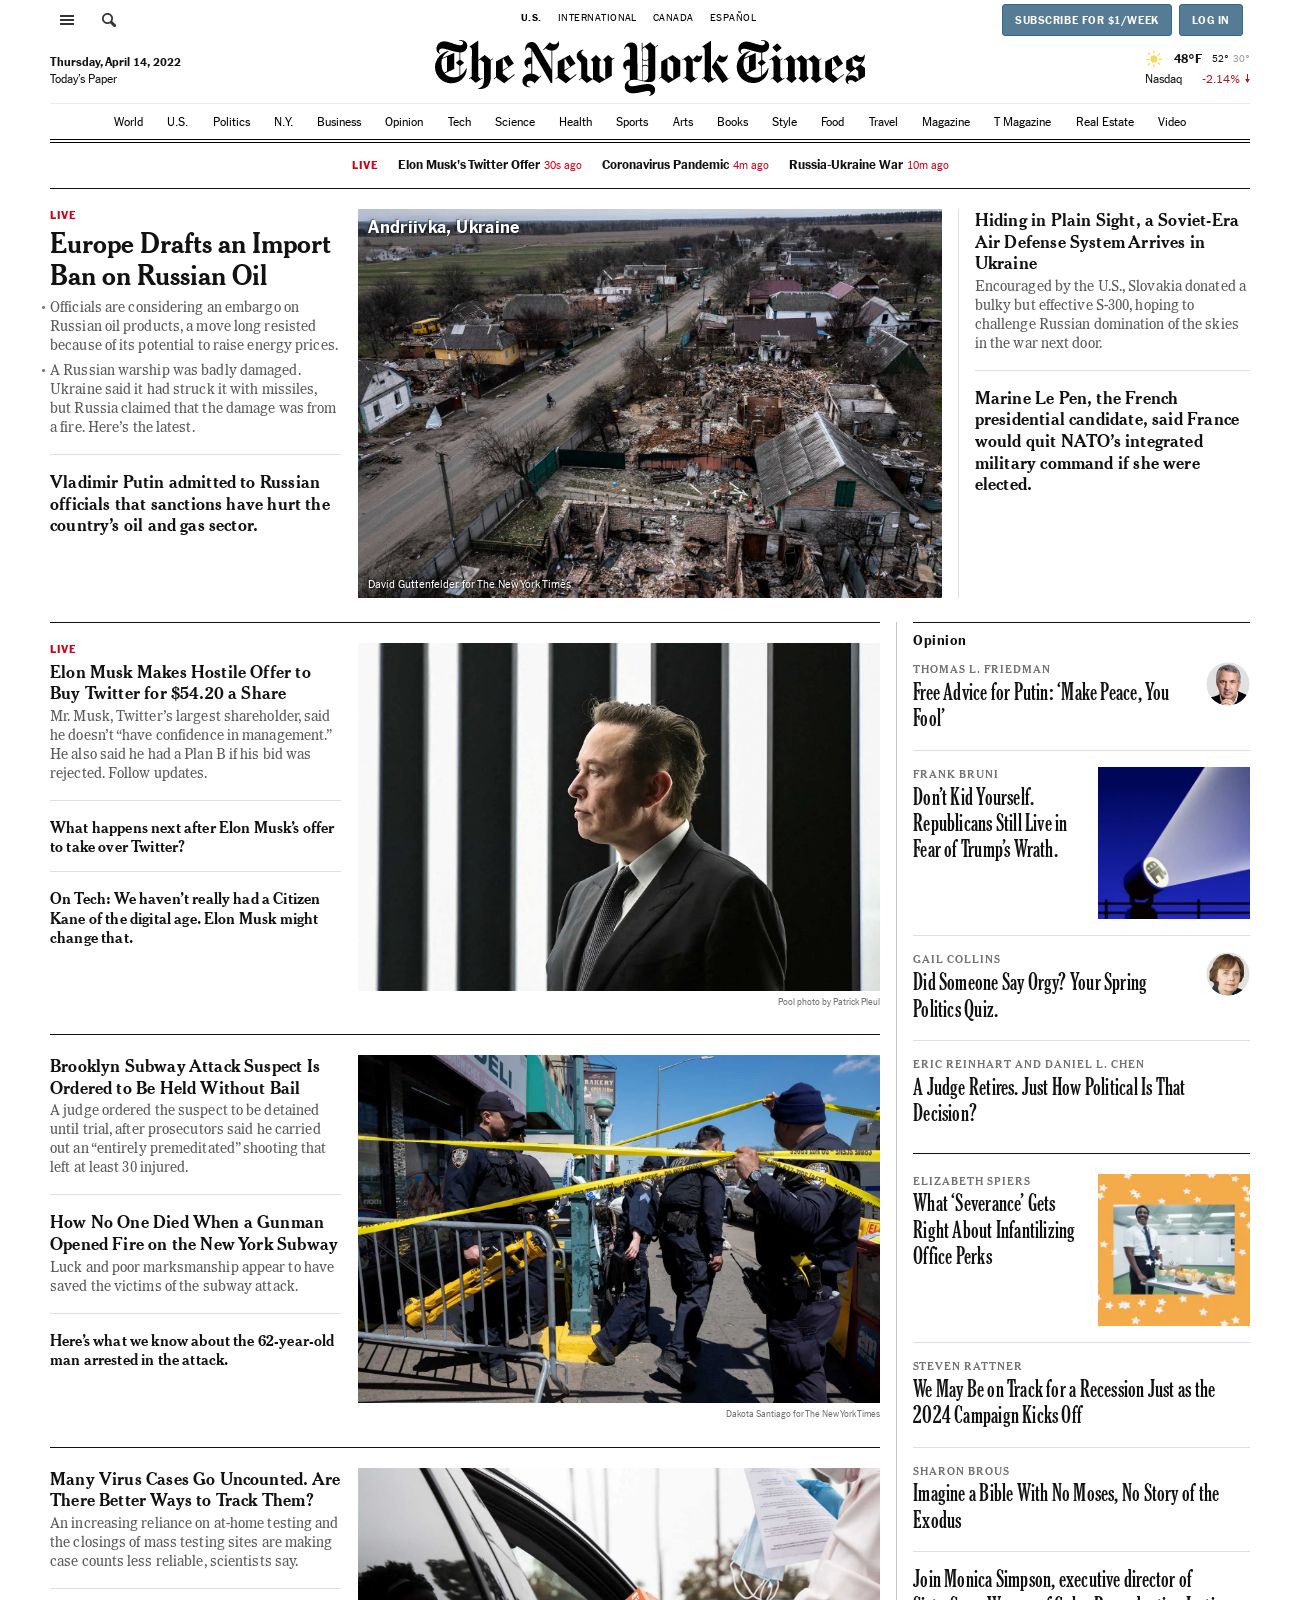 U.S. INTERNATIONAL CANADA ESPAÑOL
SUBSCRIBE FOR $1/WEEK
LOG IN
Thursday, April 14, 2022
Today's Paper
The New York Times
48°F 52° 30°
Nasdaq -2.14%
World U.S. Politics N.Y. Business Opinion Tech Science Health Sports Arts Books Style Food Travel Magazine T Magazine Real Estate Video
LIVE Elon Musk's Twitter Offer 30s ago Coronavirus Pandemic 4m ago Russia-Ukraine War 10m ago
LIVE
Europe Drafts an Import
Ban on Russian Oil
• Officials are considering an embargo on
Russian oil products, a move long resisted
because of its potential to raise energy prices.
• A Russian warship was badly damaged.
Ukraine said it had struck it with missiles,
but Russia claimed that the damage was from
a fire. Here's the latest.
Vladimir Putin admitted to Russian
officials that sanctions have hurt the
country's oil and gas sector.
Andriivka, Ukraine
David Guttenfelder for The New York Times
Hiding in Plain Sight, a Soviet-Era
Air Defense System Arrives in
Ukraine
Encouraged by the U.S., Slovakia donated a
bulky but effective S-300, hoping to
challenge Russian domination of the skies
in the war next door.
Marine Le Pen, the French
presidential candidate, said France
would quit NATO's integrated
military command if she were
elected.
LIVE
Elon Musk Makes Hostile Offer to
Buy Twitter for $54.20 a Share
Mr. Musk, Twitter's largest shareholder, said
he doesn't “have confidence in management.”
He also said he had a Plan B if his bid was
rejected. Follow updates.
What happens next after Elon Musk's offer
to take over Twitter?
On Tech: We haven't really had a Citizen
Kane of the digital age. Elon Musk might
change that.
Pool photo by Patrick Pleul
Brooklyn Subway Attack Suspect Is
Ordered to Be Held Without Bail
A judge ordered the suspect to be detained
until trial, after prosecutors said he carried
out an “entirely premeditated” shooting that
left at least 30 injured.
How No One Died When a Gunman
Opened Fire on the New York Subway
Luck and poor marksmanship appear to have
saved the victims of the subway attack.
Here's what we know about the 62-year-old
man arrested in the attack.
DELI
BAKERY
Dakota Santiago for The New York Times
Many Virus Cases Go Uncounted. Are
There Better Ways to Track Them?
An increasing reliance on at-home testing and
the closings of mass testing sites are making
case counts less reliable, scientists say.
Opinion
THOMAS L. FRIEDMAN
Free Advice for Putin: ‘Make Peace, You
Fool’
FRANK BRUNI
Don't Kid Yourself.
Republicans Still Live in
Fear of Trump's Wrath.
GAIL COLLINS
Did Someone Say Orgy? Your Spring
Politics Quiz.
ERIC REINHART AND DANIEL L. CHEN
A Judge Retires. Just How Political Is That
Decision?
ELIZABETH SPIERS
What ‘Severance’ Gets
Right About Infantilizing
Office Perks
STEVEN RATTNER
We May Be on Track for a Recession Just as the
2024 Campaign Kicks Off
SHARON BROUS
Imagine a Bible With No Moses, No Story of the
Exodus
Join Monica Simpson, executive director of